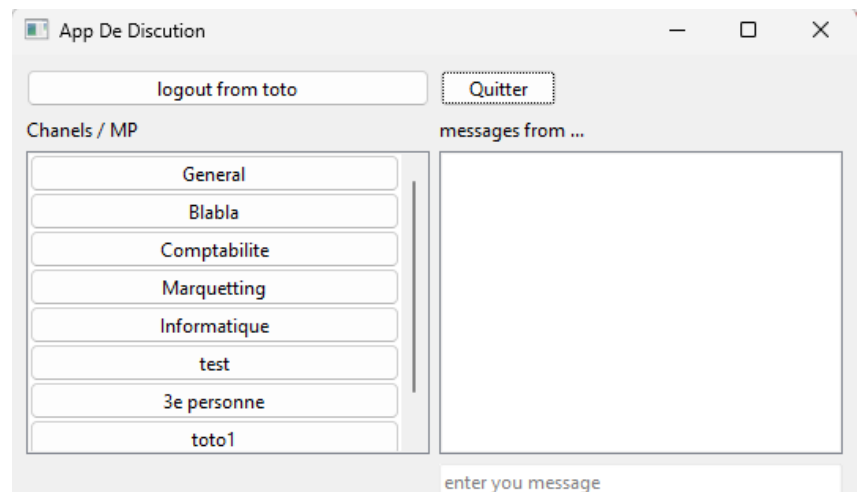 App De Discution
logout from toto
Quitter
Chanels / MP
messages from ...
General
Blabla
Comptabilite
Marquetting
Informatique
test
3e personne
toto1
enter you message